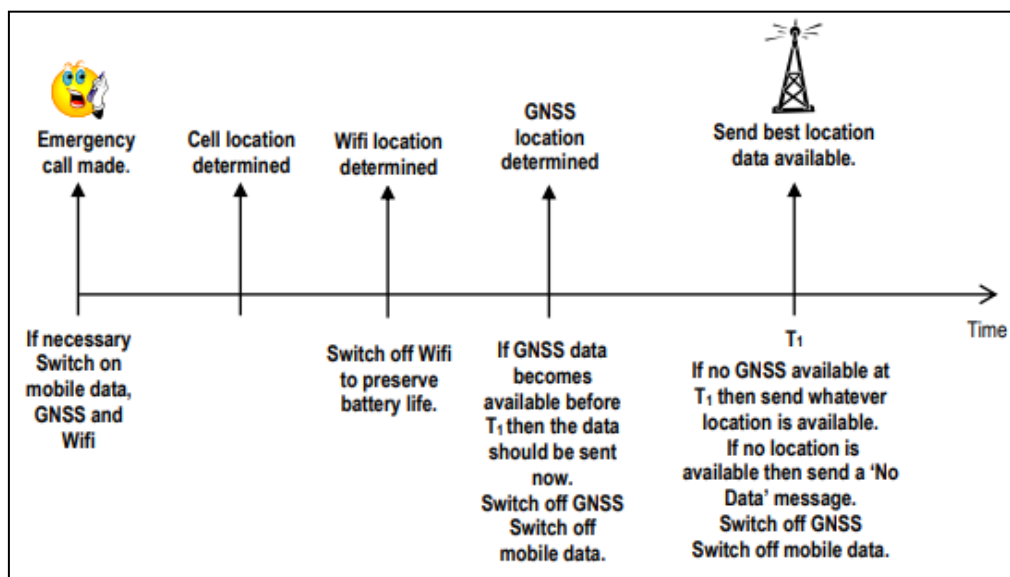 Emergency
call made.
Cell location
determined
Wifi location
determined
GNSS
location
determined
Send best location
data available.
Time
If necessary
Switch on
mobile data,
GNSS and
Wifi
Switch off Wifi
to preserve
battery life.
If GNSS data
becomes
available before
T₁ then the data
should be sent
now.
Switch off GNSS
Switch off
mobile data.
T₁
If no GNSS available at
T₁ then send whatever
location is available.
If no location is
available then send a ‘No
Data’ message.
Switch off GNSS
Switch off mobile data.